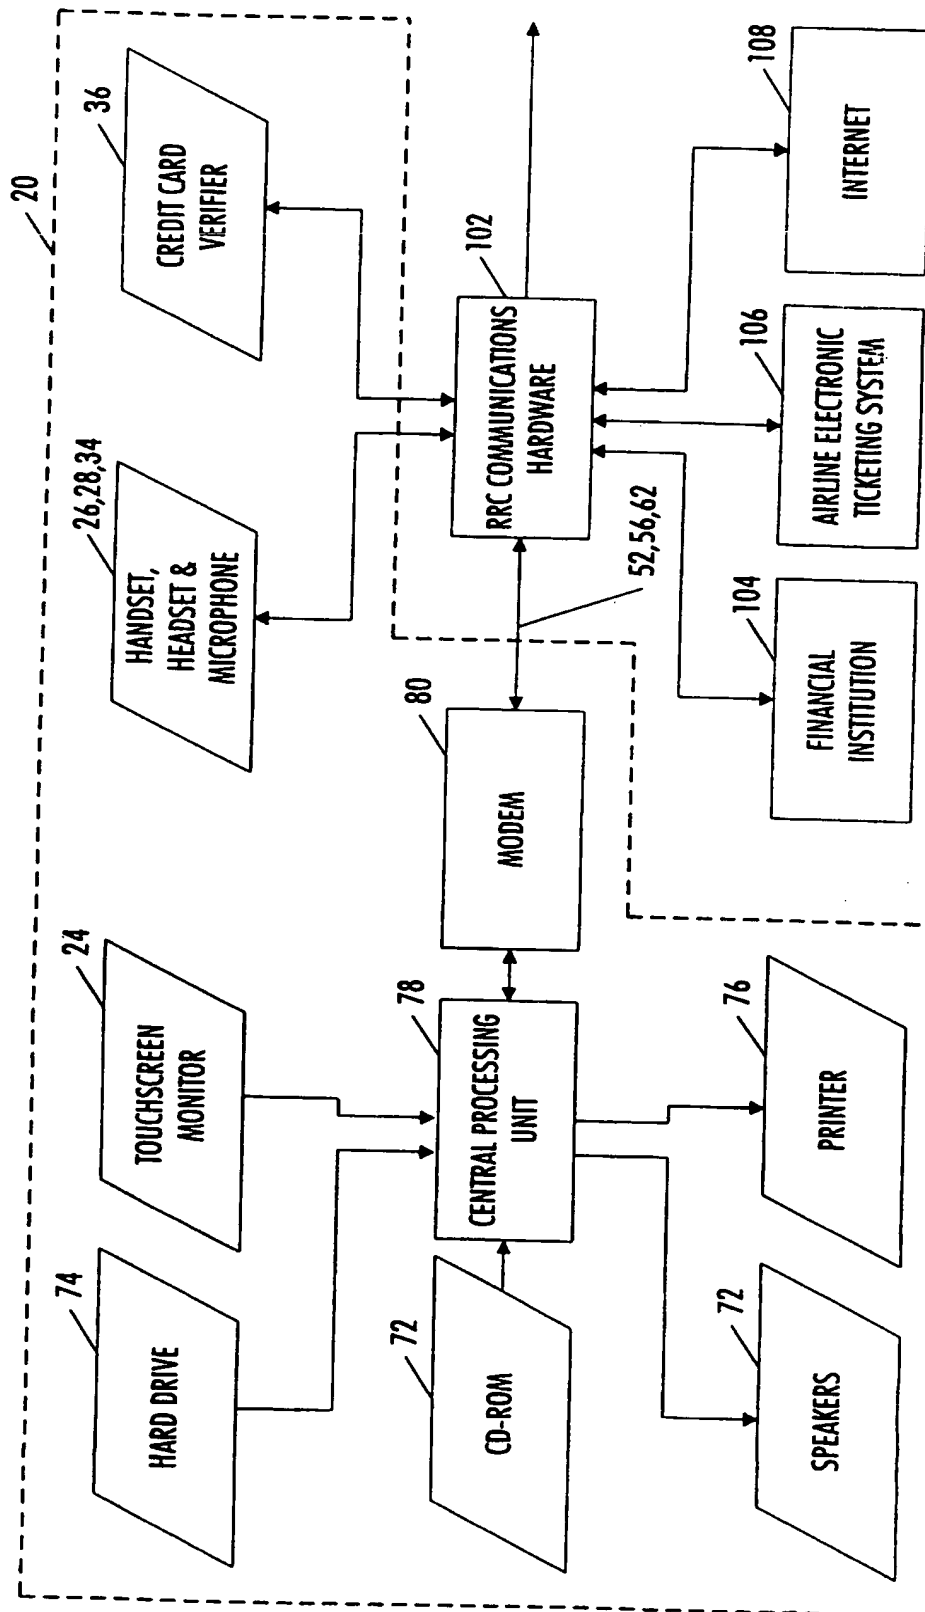 20
74
HARD DRIVE
24
TOUCHSCREEN
MONITOR
26,28,34
HANDSET,
HEADSET &
MICROPHONE
36
CREDIT CARD
VERIFIER
72
CD-ROM
78
CENTRAL PROCESSING
UNIT
80
MODEM
52,56,62
102
RRC COMMUNICATIONS
HARDWARE
72
SPEAKERS
76
PRINTER
104
FINANCIAL
INSTITUTION
106
AIRLINE ELECTRONIC
TICKETING SYSTEM
108
INTERNET